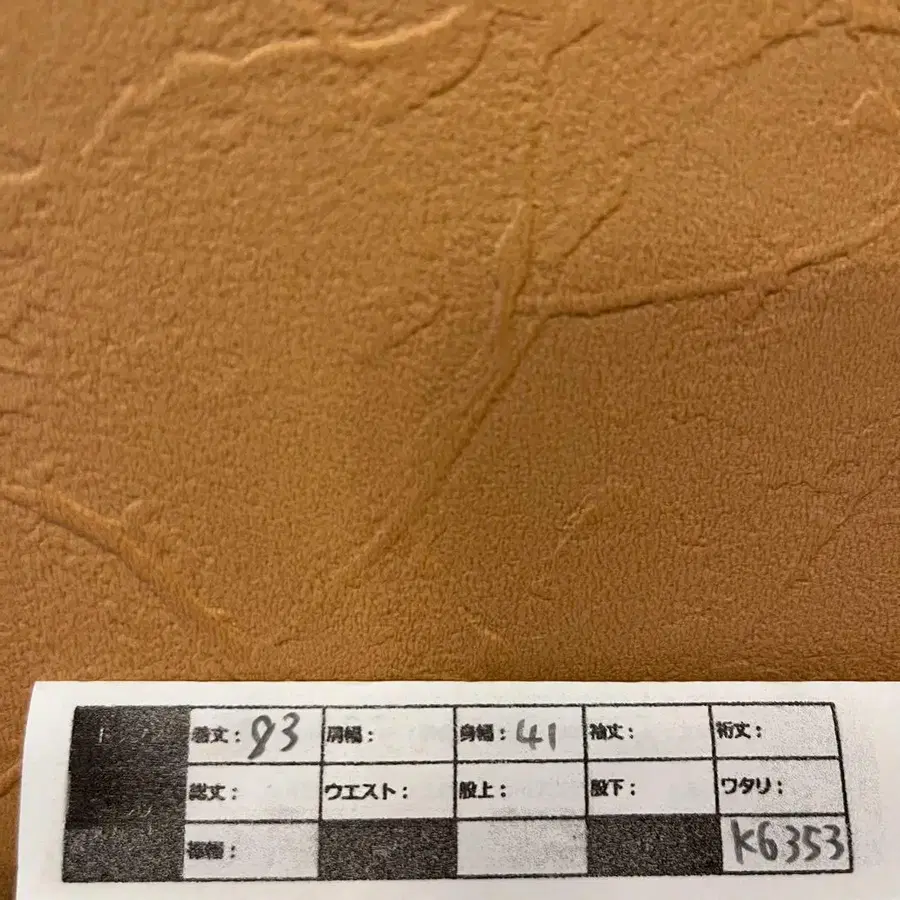 着丈：93 肩幅： 身幅：41 袖丈： 裄丈：
総丈： ウエスト： 股上： 股下： ワタリ：
裾幅： K6353